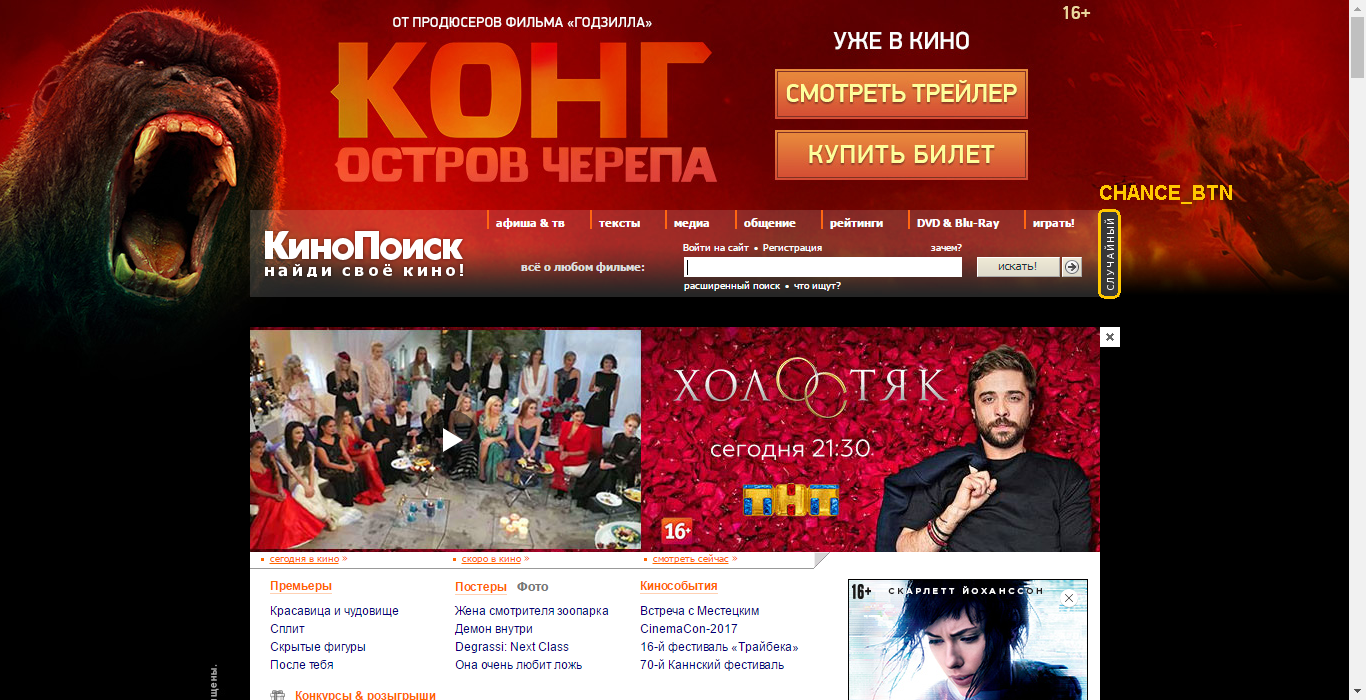 16+
ОТ ПРОДЮСЕРОВ ФИЛЬМА «ГОДЗИЛЛА»
КОНГ
ОСТРОВ ЧЕРЕПА
УЖЕ В КИНО
СМОТРЕТЬ ТРЕЙЛЕР
КУПИТЬ БИЛЕТ
CHANCE_BTN
СЛУЧАЙНЫЙ
афиша & тв тексты медиа общение рейтинги DVD & Blu-Ray играть!
КиноПоиск
найди своё кино!
Войти на сайт • Регистрация зачем?
всё о любом фильме: искать!
расширенный поиск • что ищут?
ХОЛОСТЯК
сегодня 21:30
ТНТ
16+
сегодня в кино » скоро в кино » смотреть сейчас »
Премьеры Постеры Фото Кинособытия
Красавица и чудовище Жена смотрителя зоопарка Встреча с Местецким
Сплит Демон внутри CinemaCon-2017
Скрытые фигуры Degrassi: Next Class 16-й фестиваль «Трайбека»
После тебя Она очень любит ложь 70-й Каннский фестиваль
Конкурсы & розыгрыши
16+ СКАРЛЕТТ ЙОХАНССОН